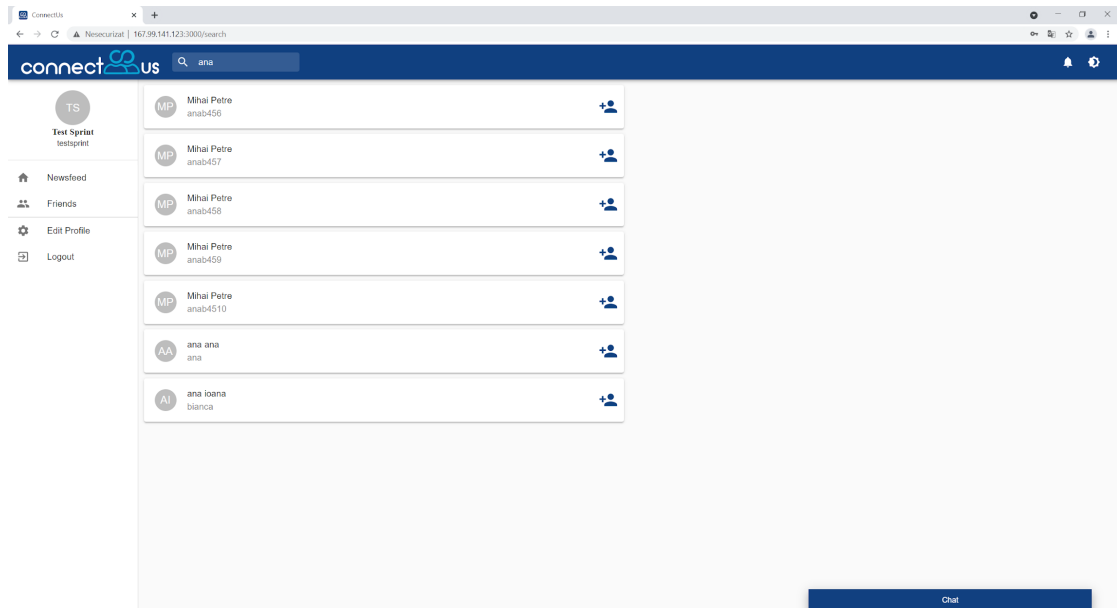 ConnectUs
Nesecurizat | 167.99.141.123:3000/search
connect us
ana
TS
Test Sprint
testsprint
Newsfeed
Friends
Edit Profile
Logout
MP
Mihai Petre
anab456
MP
Mihai Petre
anab457
MP
Mihai Petre
anab458
MP
Mihai Petre
anab459
MP
Mihai Petre
anab4510
AA
ana ana
ana
AI
ana ioana
bianca
Chat